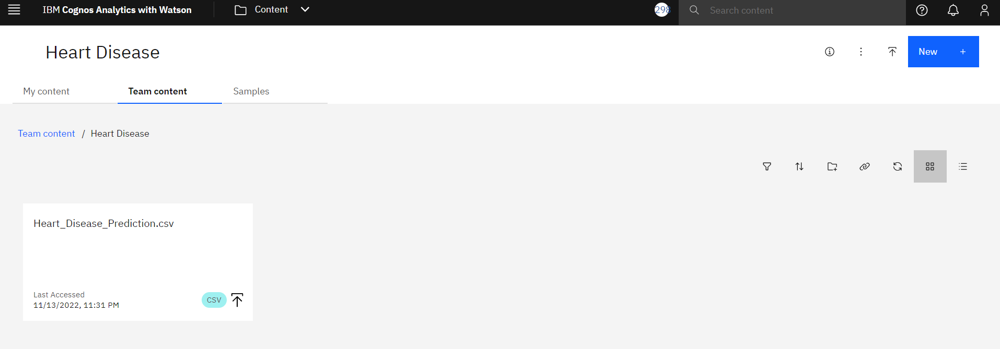 IBM Cognos Analytics with Watson
Content
298
Search content
Heart Disease
New
My content
Team content
Samples
Team content / Heart Disease
Heart_Disease_Prediction.csv
Last Accessed
11/13/2022, 11:31 PM
CSV